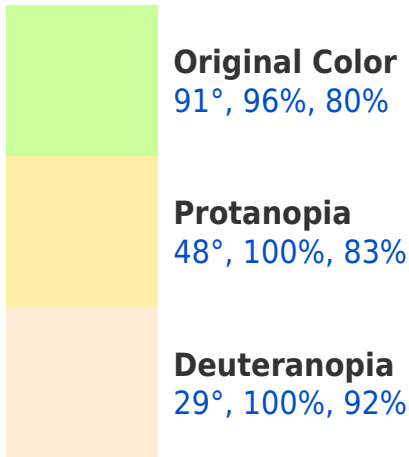 Original Color
91°, 96%, 80%
Protanopia
48°, 100%, 83%
Deuteranopia
29°, 100%, 92%